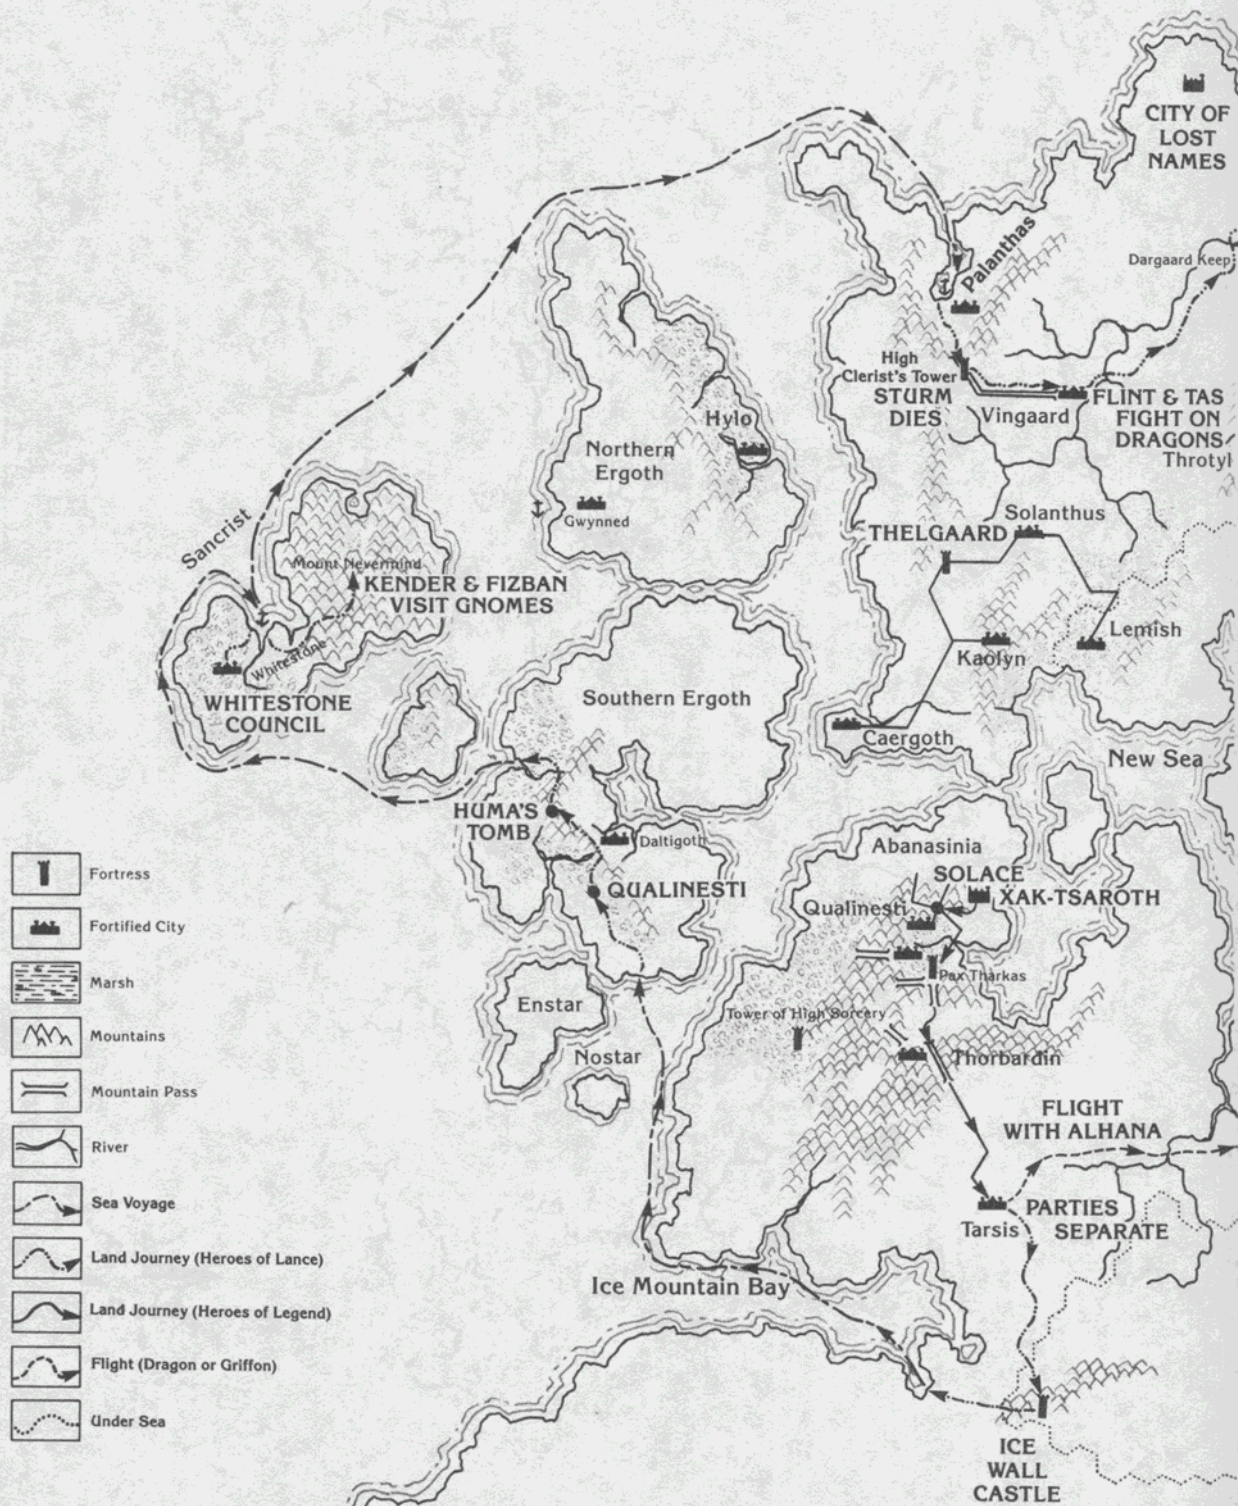 CITY OF
LOST
NAMES
Palanthas
Dargaard Keep
High
Clerist's Tower
STURM
DIES
Vingaard
FLINT & TAS
FIGHT ON
DRAGONS
Throtyl
Hylo
Northern
Ergoth
Gwynned
Sancrist
Mount Nevermind
KENDER & FIZBAN
VISIT GNOMES
Whitestone
WHITESTONE
COUNCIL
Solanthus
THELGAARD
Lemish
Kaolyn
Southern Ergoth
Caergoth
New Sea
HUMA'S
TOMB
Daltigoth
QUALINESTI
Abanasinia
SOLACE
XAK-TSAROTH
Qualinesti
Pax Tharkas
Tower of High Sorcery
Thorbardin
Enstar
Nostar
FLIGHT
WITH ALHANA
PARTIES
SEPARATE
Tarsis
Ice Mountain Bay
ICE
WALL
CASTLE
Fortress
Fortified City
Marsh
Mountains
Mountain Pass
River
Sea Voyage
Land Journey (Heroes of Lance)
Land Journey (Heroes of Legend)
Flight (Dragon or Griffon)
Under Sea